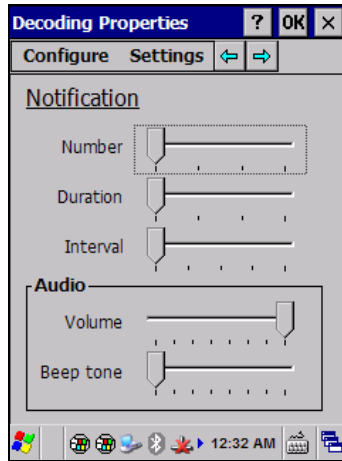 Decoding Properties ? OK ×
Configure Settings
Notification
Number
Duration
Interval
Audio
Volume
Beep tone
12:32 AM